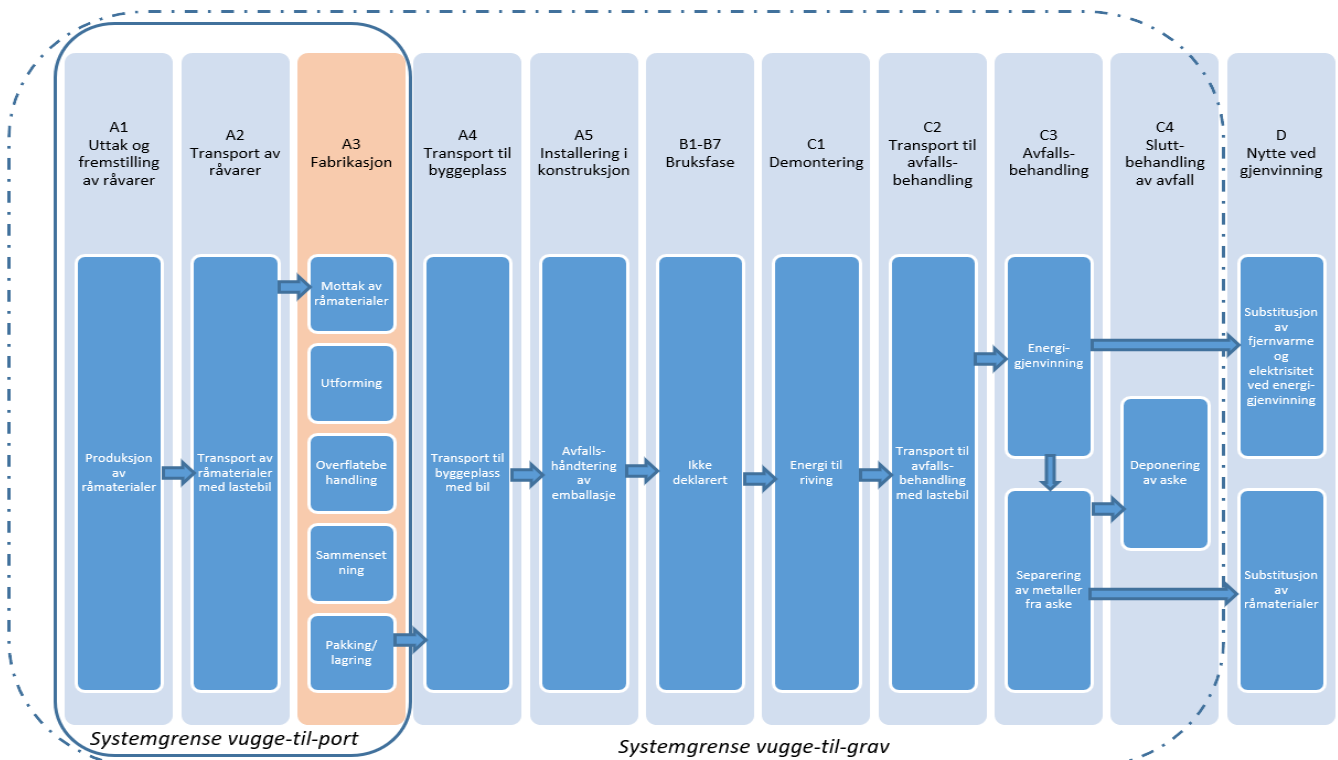 A1
Uttak og
fremstilling
av råvarer
A2
Transport av
råvarer
A3
Fabrikasjon
A4
Transport til
byggeplass
A5
Installering i
konstruksjon
B1-B7
Bruksfase
C1
Demontering
C2
Transport til
avfalls-
behandling
C3
Avfalls-
behandling
C4
Slutt-
behandling
av avfall
D
Nytte ved
gjenvinning
Produksjon
av
råmaterialer
Transport av
råmaterialer
med lastebil
Mottak av
råmaterialer
Utforming
Overflatebe
handling
Sammenset
ning
Pakking/
lagring
Transport til
byggeplass
med bil
Avfalls-
håndtering
av
emballasje
Ikke
deklarert
Energi til
riving
Transport til
avfalls-
behandling
med lastebil
Energi-
gjenvinning
Separering
av metaller
fra aske
Deponering
av aske
Substitusjon
av
fjernvarme
og
elektrisitet
ved energi-
gjenvinning
Substitusjon
av
råmaterialer
Systemgrense vugge-til-port
Systemgrense vugge-til-grav